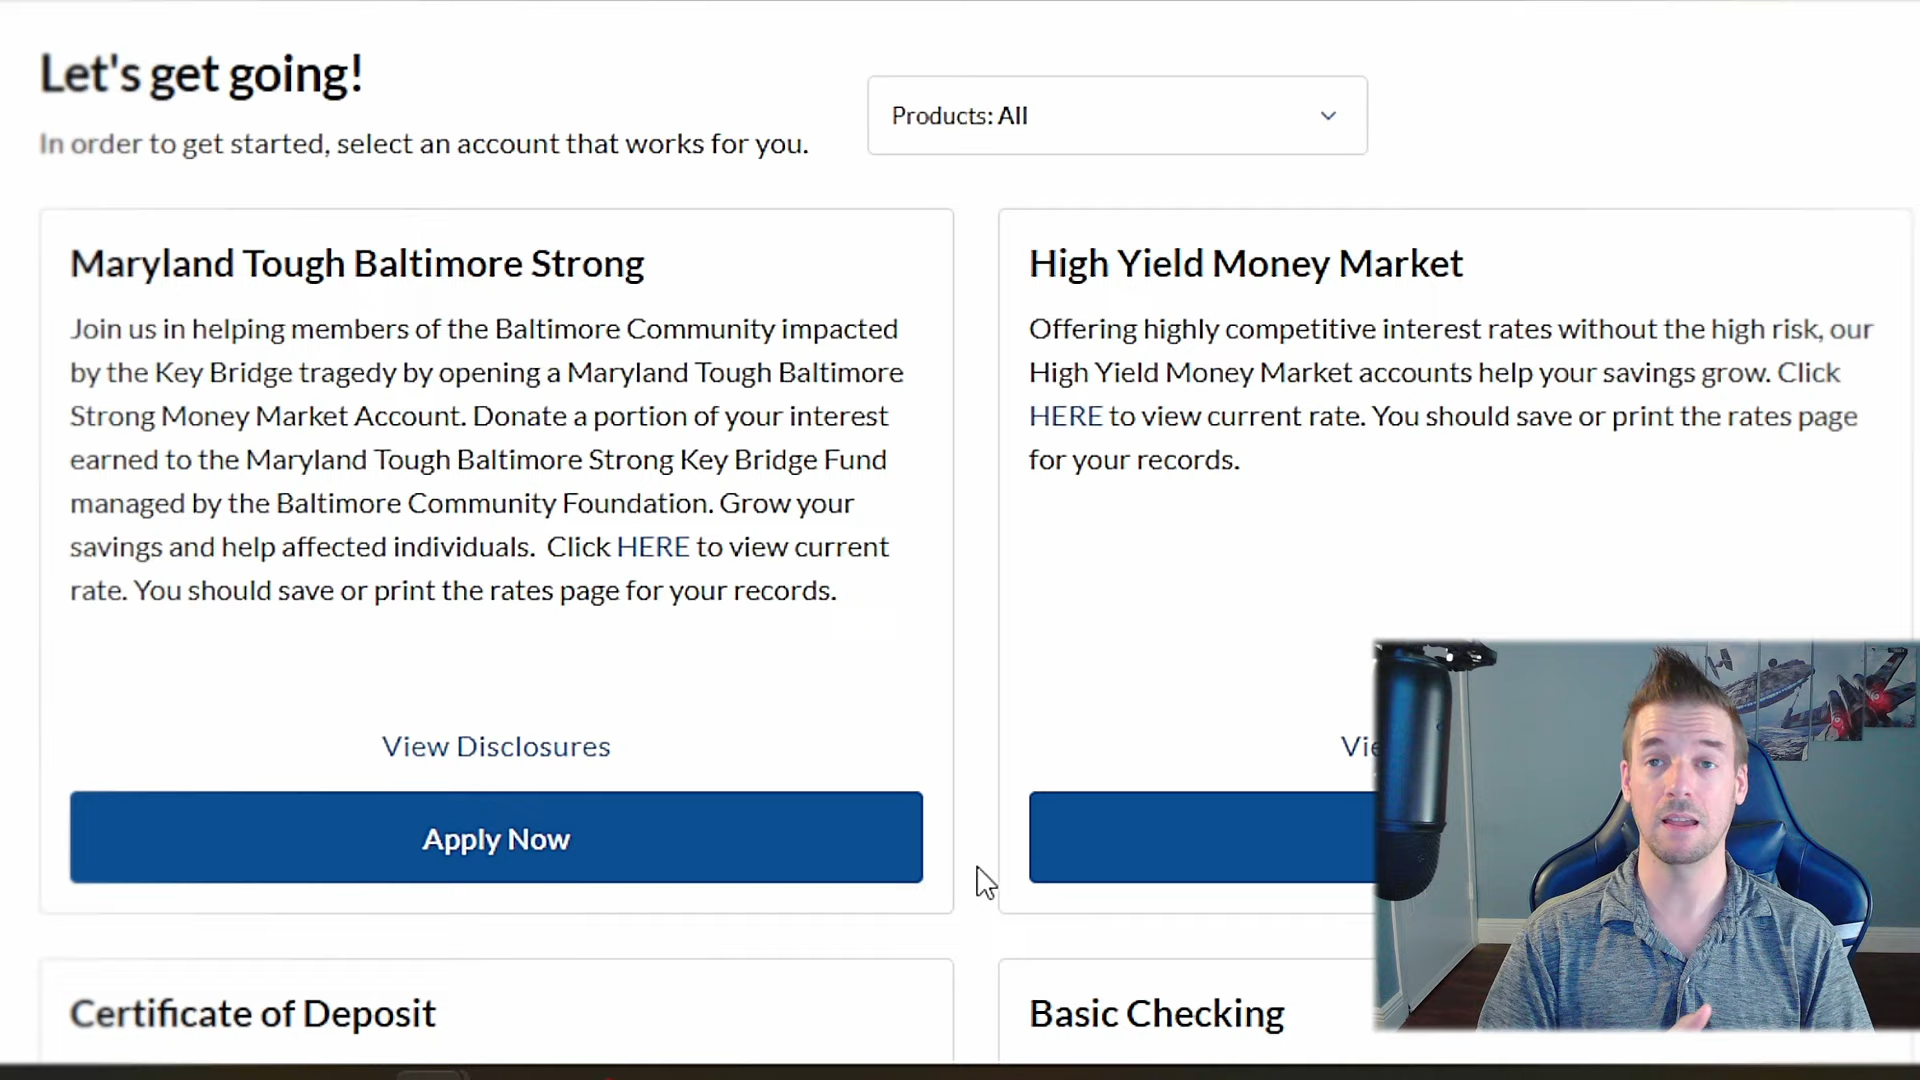 Let's get going!
In order to get started, select an account that works for you.
Products: All
Maryland Tough Baltimore Strong
Join us in helping members of the Baltimore Community impacted
by the Key Bridge tragedy by opening a Maryland Tough Baltimore
Strong Money Market Account. Donate a portion of your interest
earned to the Maryland Tough Baltimore Strong Key Bridge Fund
managed by the Baltimore Community Foundation. Grow your
savings and help affected individuals. Click HERE to view current
rate. You should save or print the rates page for your records.
View Disclosures
Apply Now
High Yield Money Market
Offering highly competitive interest rates without the high risk, our
High Yield Money Market accounts help your savings grow. Click
HERE to view current rate. You should save or print the rates page
for your records.
Vie
Certificate of Deposit
Basic Checking